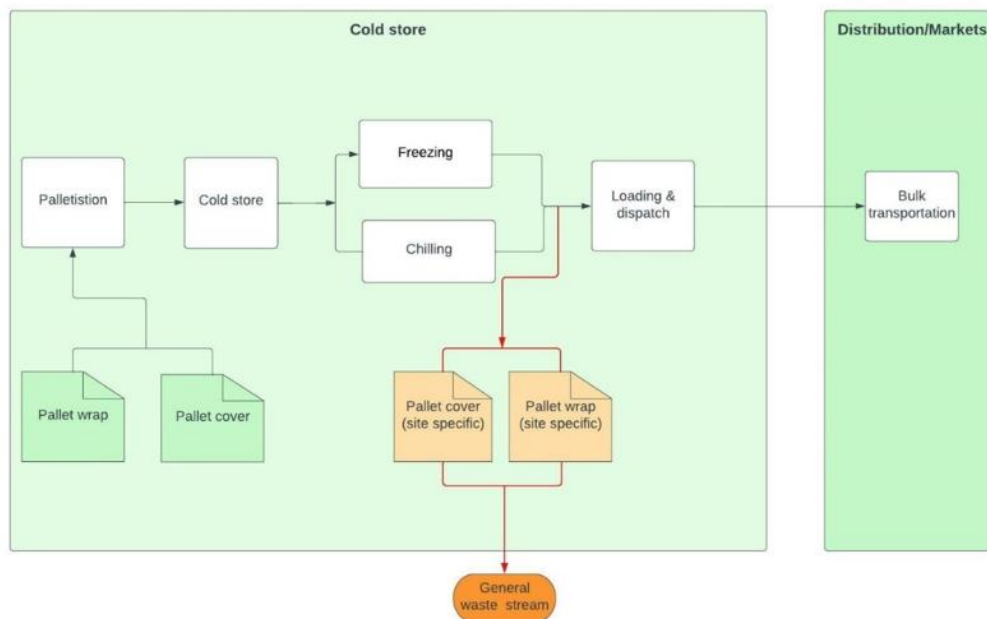 Cold store
Distribution/Markets
Freezing
Palletistion
Cold store
Loading &
dispatch
Bulk
transportation
Chilling
Pallet wrap
Pallet cover
Pallet cover
(site specific)
Pallet wrap
(site specific)
General
waste stream